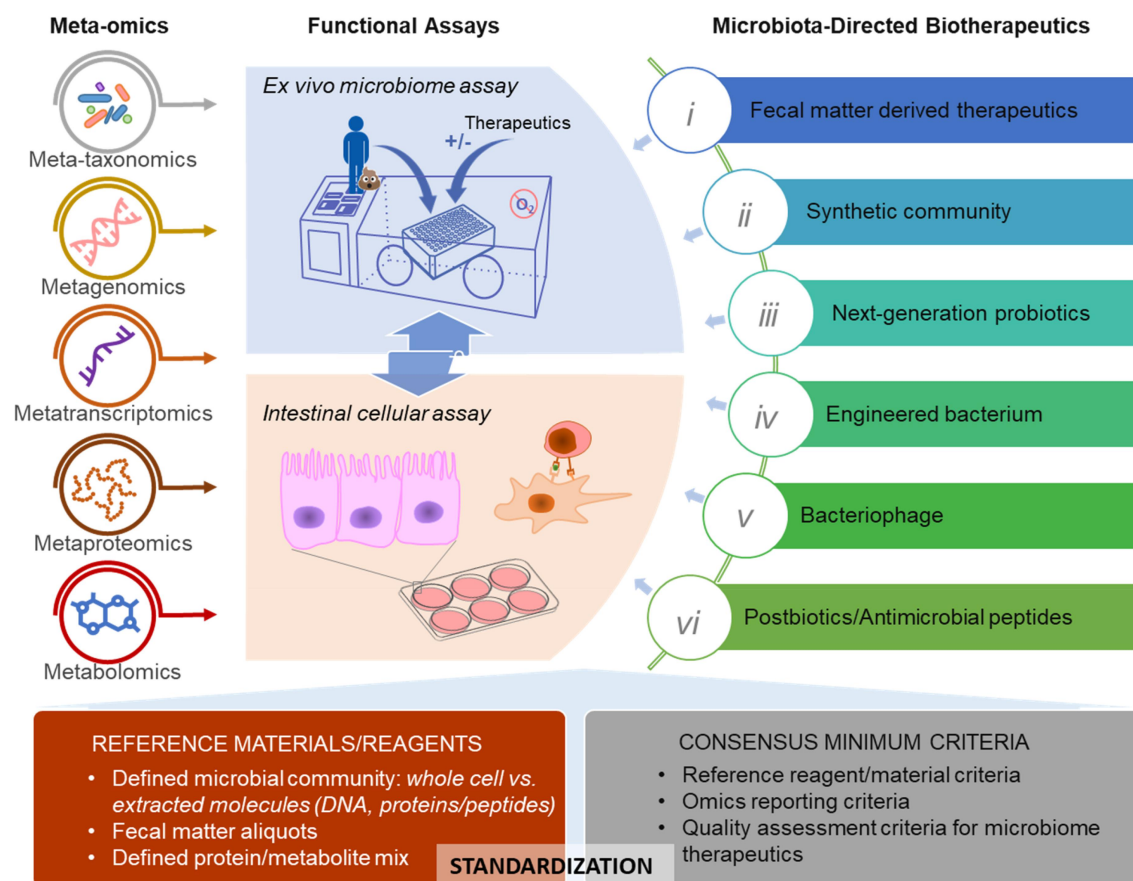 Meta-omics
Functional Assays
Microbiota-Directed Biotherapeutics
Meta-taxonomics
Metagenomics
Metatranscriptomics
Metaproteomics
Metabolomics
Ex vivo microbiome assay
Therapeutics
+/-
O2
Intestinal cellular assay
i
Fecal matter derived therapeutics
ii
Synthetic community
iii
Next-generation probiotics
iv
Engineered bacterium
v
Bacteriophage
vi
Postbiotics/Antimicrobial peptides
REFERENCE MATERIALS/REAGENTS
• Defined microbial community: whole cell vs.
extracted molecules (DNA, proteins/peptides)
• Fecal matter aliquots
• Defined protein/metabolite mix
CONSENSUS MINIMUM CRITERIA
• Reference reagent/material criteria
• Omics reporting criteria
• Quality assessment criteria for microbiome
therapeutics
STANDARDIZATION